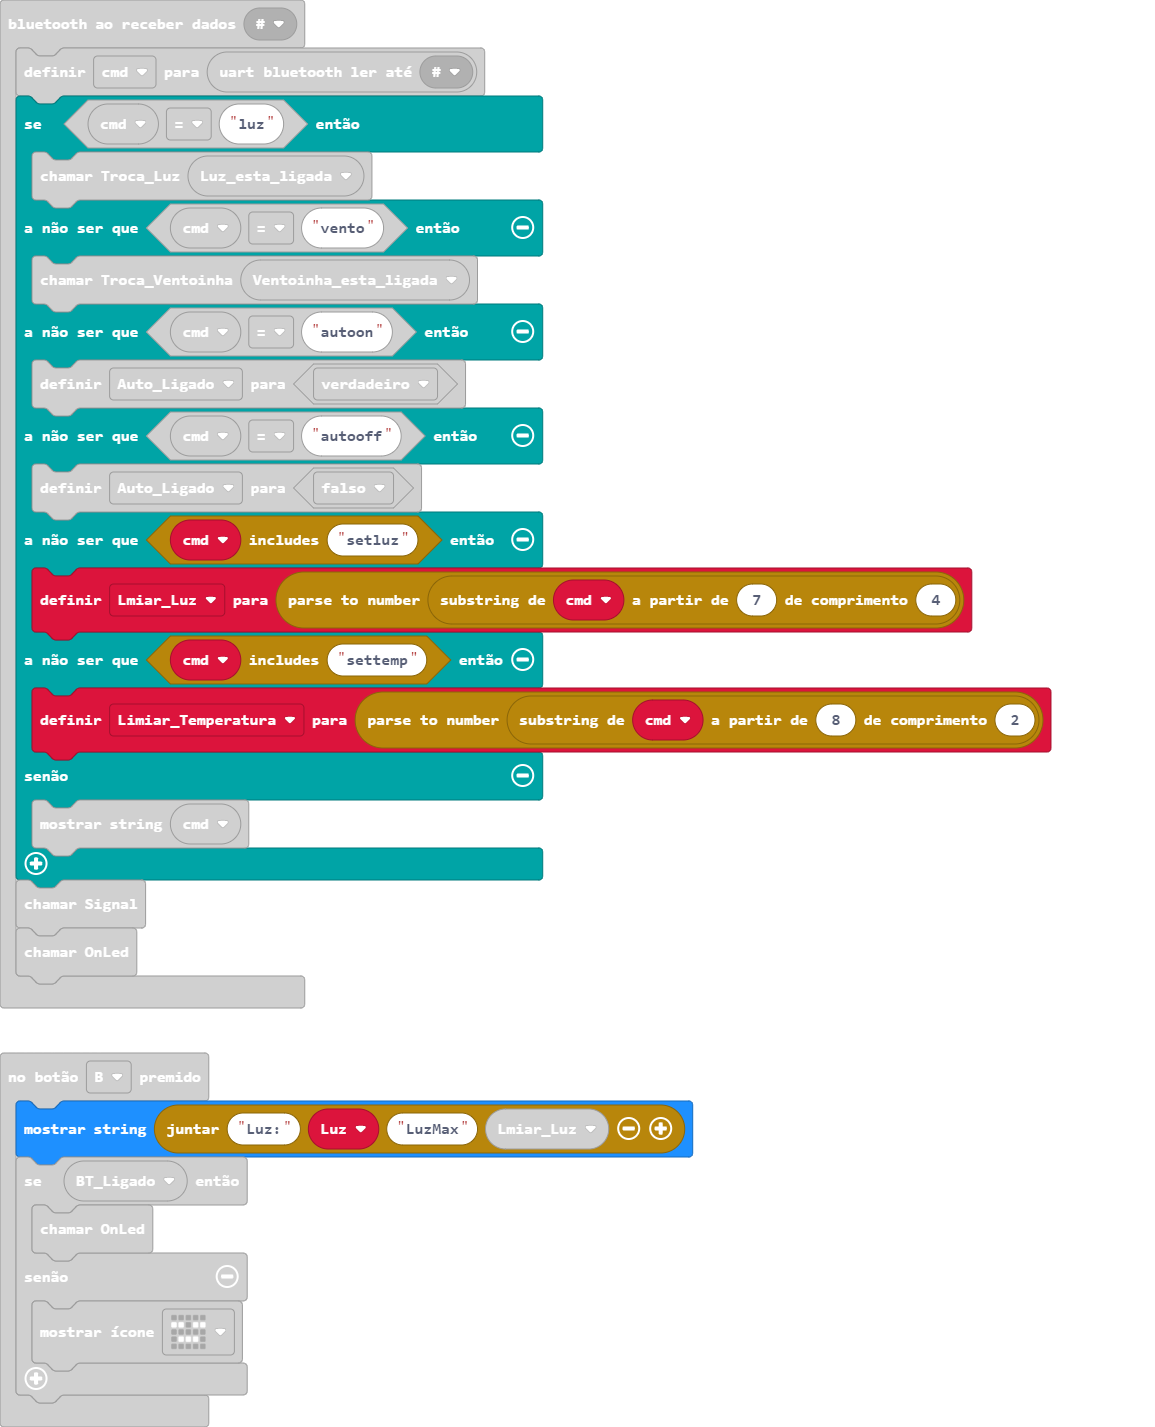 bluetooth ao receber dados #
definir cmd para uart bluetooth ler até #
se cmd = "luz" então
chamar Troca_Luz Luz_esta_ligada
a não ser que cmd = "vento" então
chamar Troca_Ventoinha Ventoinha_esta_ligada
a não ser que cmd = "autoon" então
definir Auto_Ligado para verdadeiro
a não ser que cmd = "autooff" então
definir Auto_Ligado para falso
a não ser que cmd includes "setluz" então
definir Lmiar_Luz para parse to number substring de cmd a partir de 7 de comprimento 4
a não ser que cmd includes "settemp" então
definir Limiar_Temperatura para parse to number substring de cmd a partir de 8 de comprimento 2
senão
mostrar string cmd
chamar Signal
chamar OnLed
no botão B premido
mostrar string juntar "Luz:" Luz "LuzMax" Lmiar_Luz
se BT_Ligado então
chamar OnLed
senão
mostrar ícone